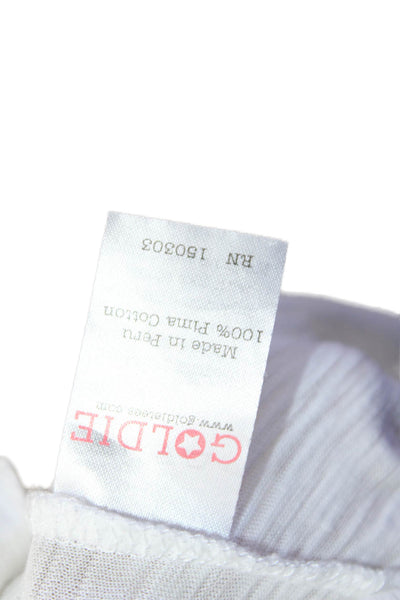 GOLDIE
www.goldietees.com
Made in Peru
100% Pima Cotton
RN 150303